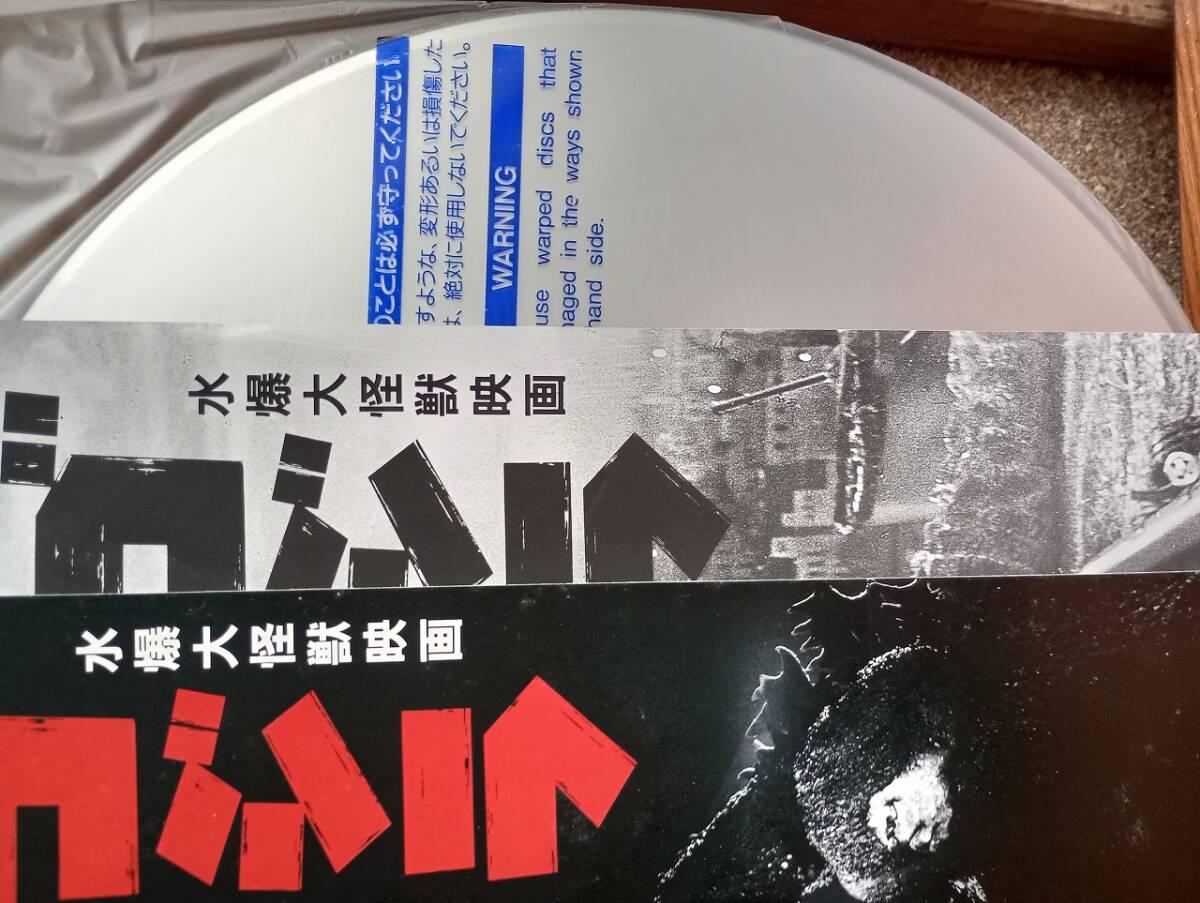 のことは必ず守ってください
すような、変形あるいは損傷した
は、絶対に使用しないでください。
WARNING
use warped discs that
maged in the ways shown
hand side.
水爆大怪獣映画
ゴジラ
水爆大怪獣映画
ゴジラ